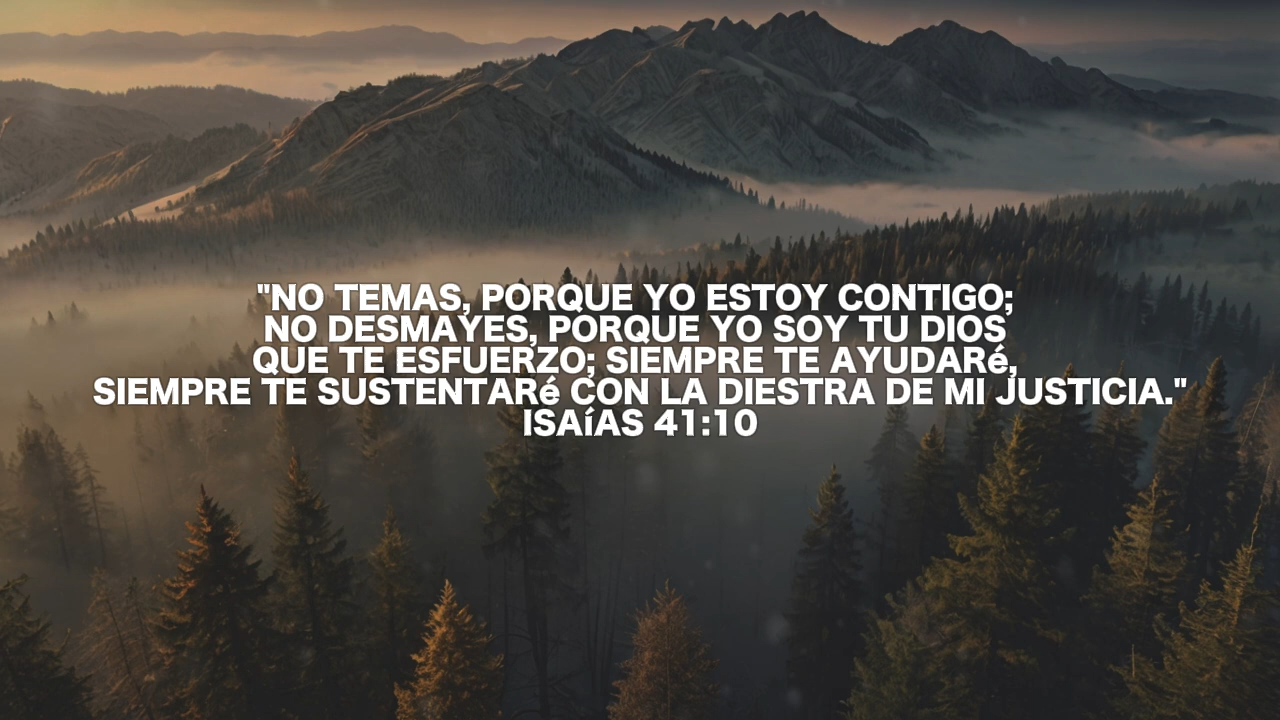 "NO TEMAS, PORQUE YO ESTOY CONTIGO;
NO DESMAYES, PORQUE YO SOY TU DIOS
QUE TE ESFUERZO; SIEMPRE TE AYUDARé,
SIEMPRE TE SUSTENTARé CON LA DIESTRA DE MI JUSTICIA."
ISAíAS 41:10